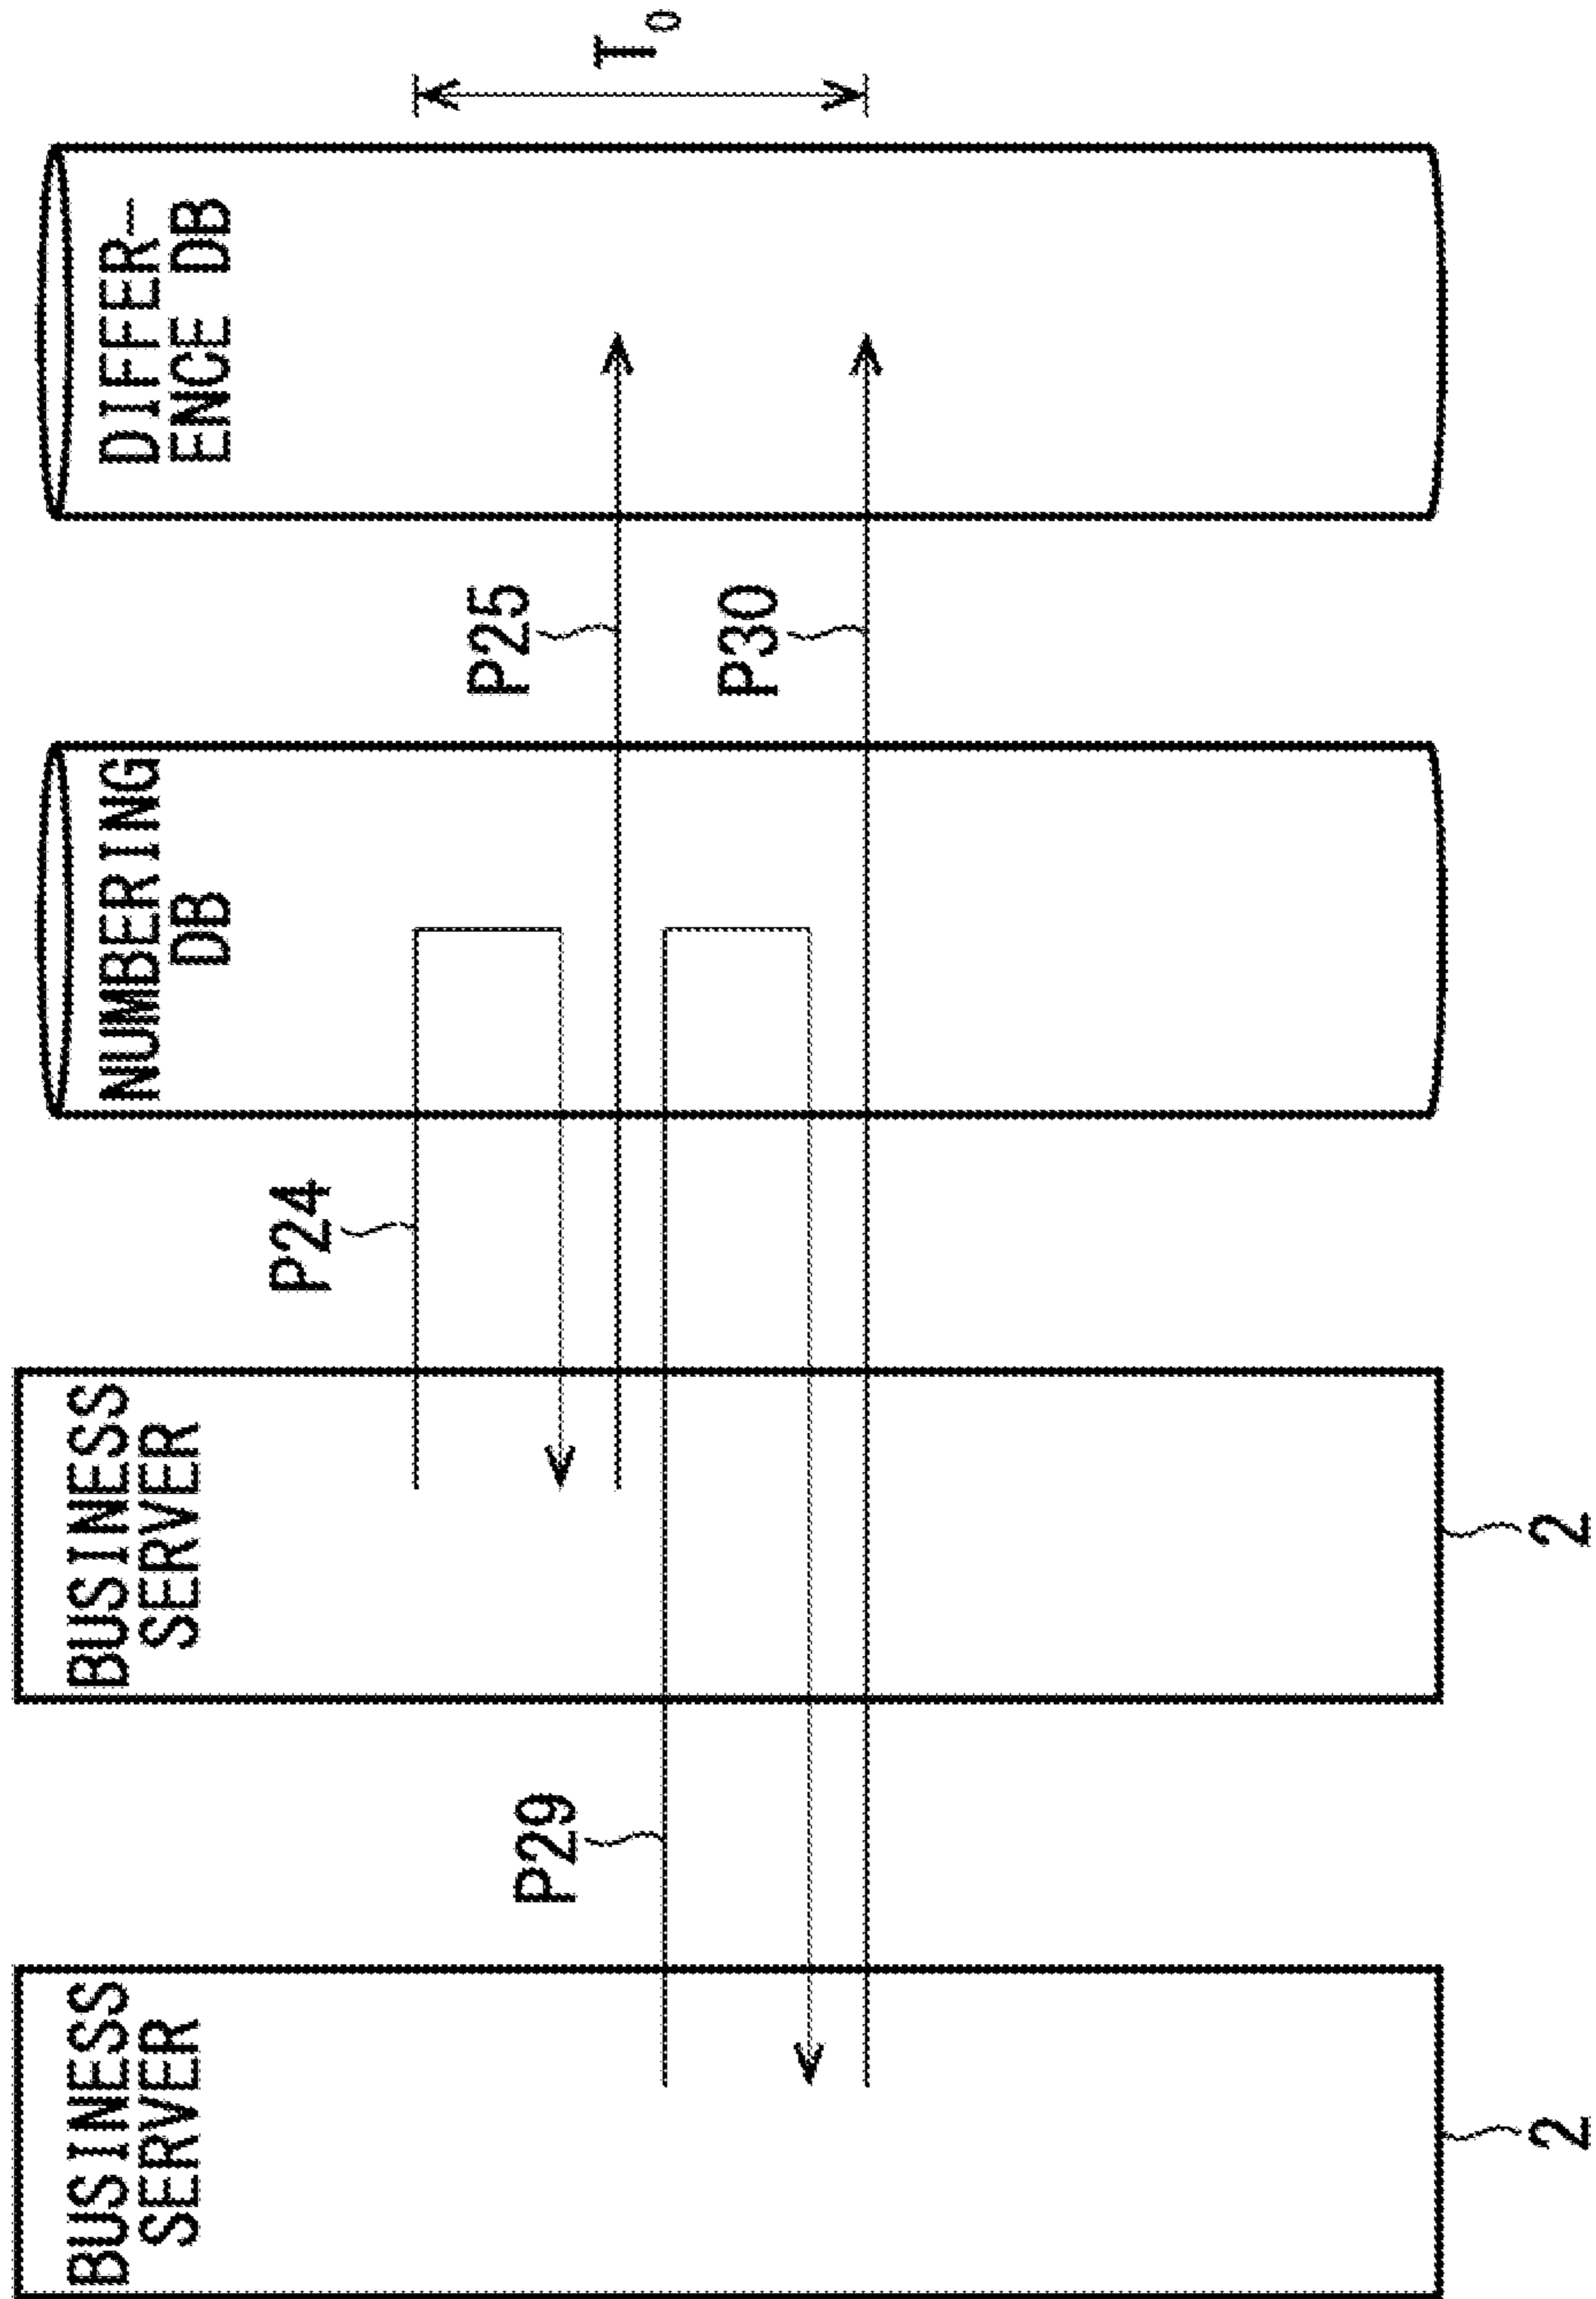 BUSINESS
SERVER
BUSINESS
SERVER
NUMBERING
DB
DIFFER-
ENCE DB
P24
P25
P29
P30
T0
2
2